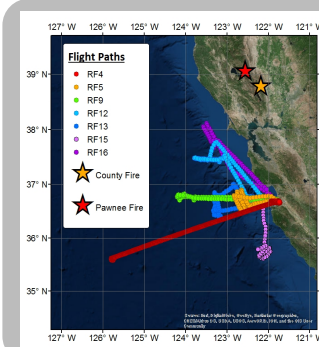 127° W 126° W 125° W 124° W 123° W 122° W 121° W
Flight Paths
RF4
RF5
RF9
RF12
RF13
RF15
RF16
County Fire
Pawnee Fire
39° N
38° N
37° N
36° N
35° N
127° W 126° W 125° W 124° W 123° W 122° W 121° W